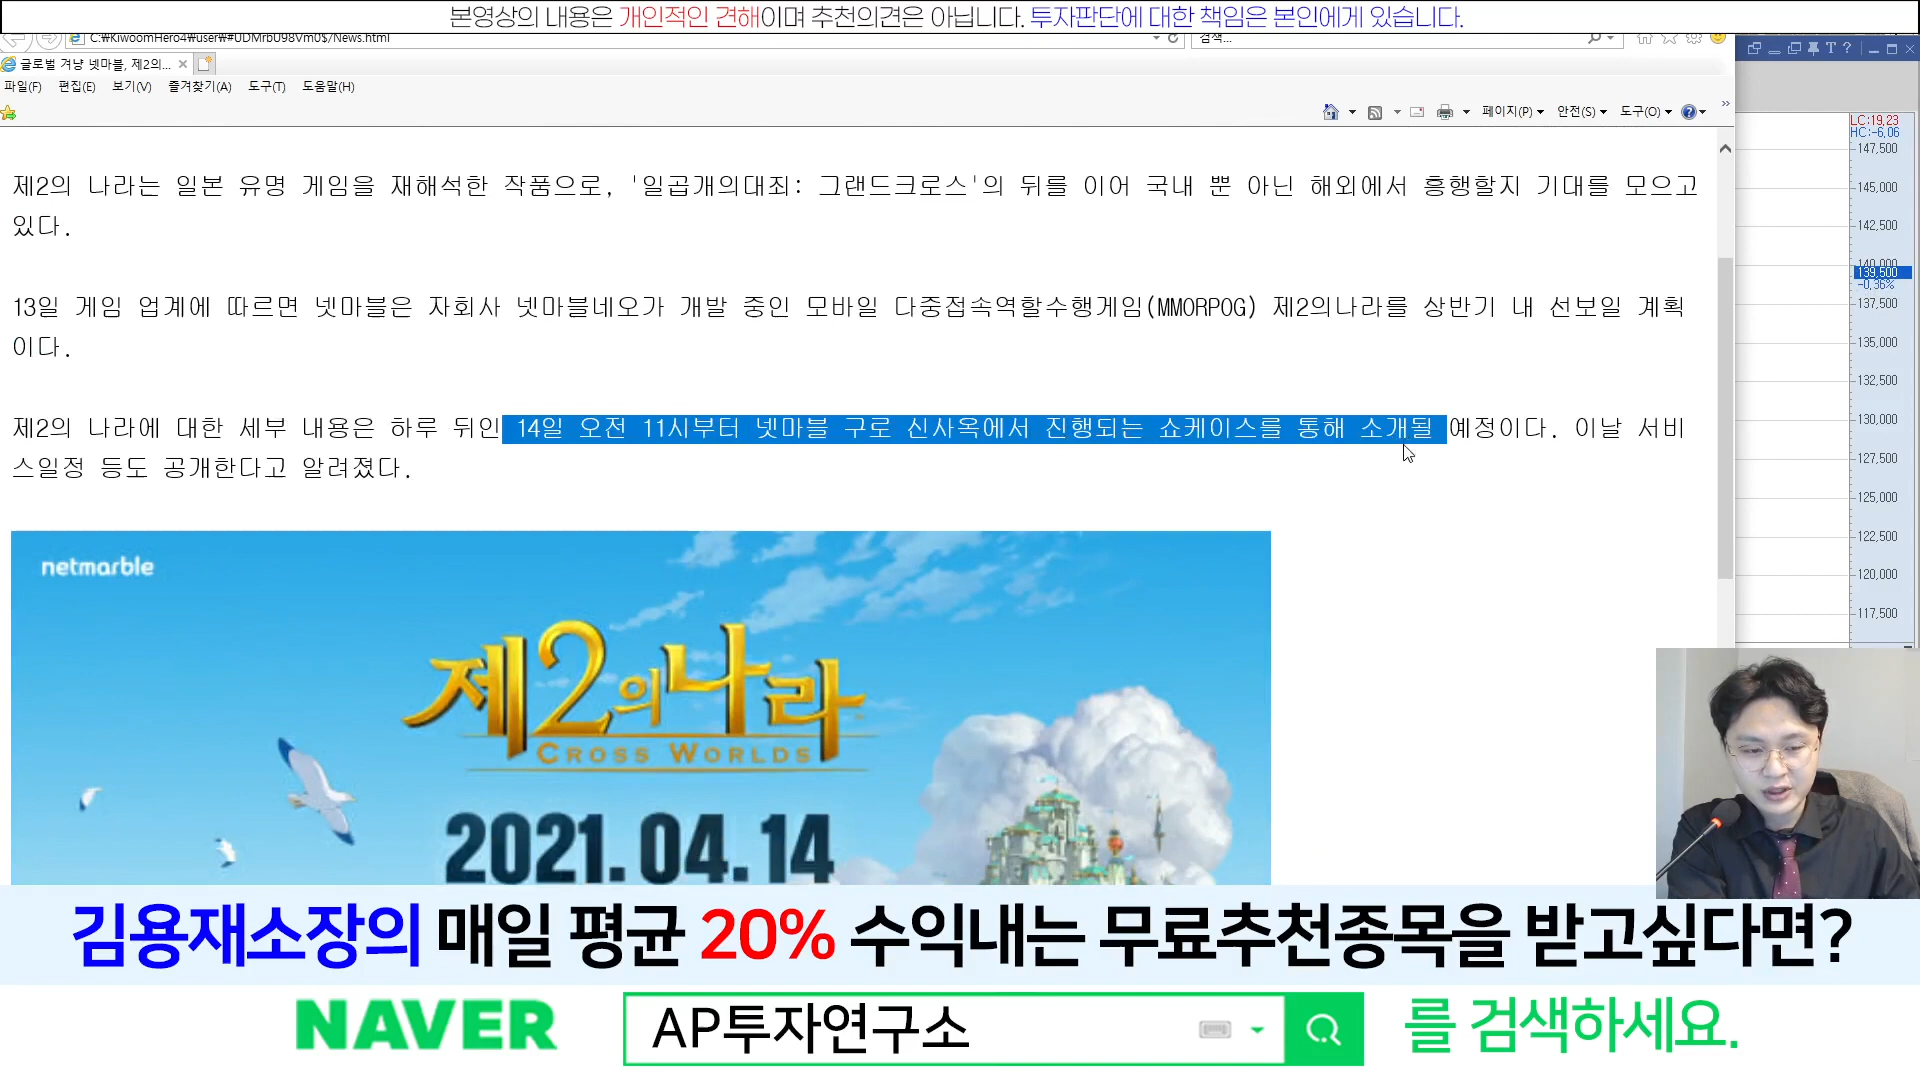 본영상의 내용은 개인적인 견해이며 추천의견은 아닙니다. 투자판단에 대한 책임은 본인에게 있습니다.
C:₩KiwoomHero4₩user₩#UDMrbU98Vm0$/News.html
검색...
글로벌 겨냥 넷마블, 제2의...
파일(F) 편집(E) 보기(V) 즐겨찾기(A) 도구(T) 도움말(H)
페이지(P) 안전(S) 도구(O)
제2의 나라는 일본 유명 게임을 재해석한 작품으로, '일곱개의대죄: 그랜드크로스'의 뒤를 이어 국내 뿐 아닌 해외에서 흥행할지 기대를 모으고
있다.
13일 게임 업계에 따르면 넷마블은 자회사 넷마블네오가 개발 중인 모바일 다중접속역할수행게임(MMORPOG) 제2의나라를 상반기 내 선보일 계획
이다.
제2의 나라에 대한 세부 내용은 하루 뒤인 14일 오전 11시부터 넷마블 구로 신사옥에서 진행되는 쇼케이스를 통해 소개될 예정이다. 이날 서비
스일정 등도 공개한다고 알려졌다.
netmarble
제2의나라
CROSS WORLDS
2021.04.14
LC:19,23
HC:-6,06
147,500
145,000
142,500
140,000
139,500
-0,36%
137,500
135,000
132,500
130,000
127,500
125,000
122,500
120,000
117,500
김용재소장의 매일 평균 20% 수익내는 무료추천종목을 받고싶다면?
NAVER AP투자연구소 를 검색하세요.